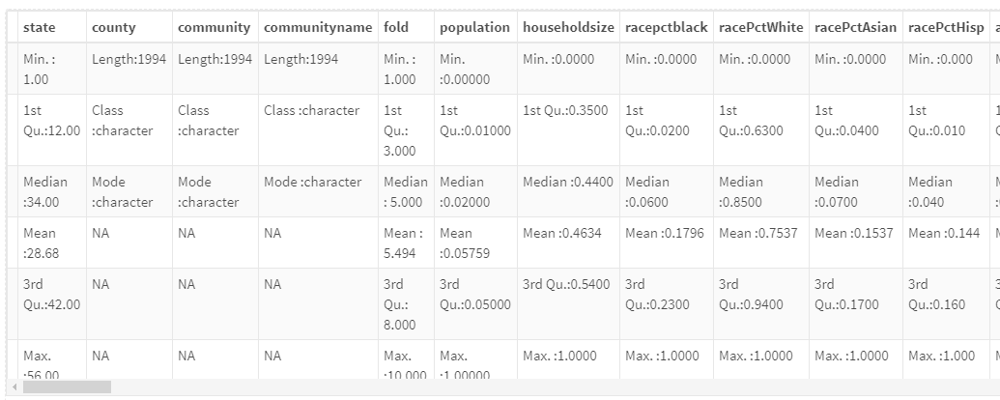 state county community communityname fold population householdsize racepctblack racePctWhite racePctAsian racePctHisp
Min. : Length:1994 Length:1994 Length:1994 Min. : Min. Min. :0.0000 Min. :0.0000 Min. :0.0000 Min. :0.0000 Min. :0.000
1.00 1.000 :0.00000
1st Class Class Class :character 1st 1st 1st Qu.:0.3500 1st 1st 1st 1st
Qu.:12.00 :character :character Qu.: Qu.:0.01000 Qu.:0.0200 Qu.:0.6300 Qu.:0.0400 Qu.:0.010
3.000
Median Mode Mode Mode :character Median Median Median :0.4400 Median Median Median Median
:34.00 :character :character : 5.000 :0.02000 :0.0600 :0.8500 :0.0700 :0.040
Mean NA NA NA Mean : Mean Mean :0.4634 Mean :0.1796 Mean :0.7537 Mean :0.1537 Mean :0.144
:28.68 5.494 :0.05759
3rd NA NA NA 3rd 3rd 3rd Qu.:0.5400 3rd 3rd 3rd 3rd
Qu.:42.00 Qu.: Qu.:0.05000 Qu.:0.2300 Qu.:0.9400 Qu.:0.1700 Qu.:0.160
8.000
Max. NA NA NA Max. Max. Max. :1.0000 Max. :1.0000 Max. :1.0000 Max. :1.0000 Max. :1.000
:56.00 :10.000 :1.00000